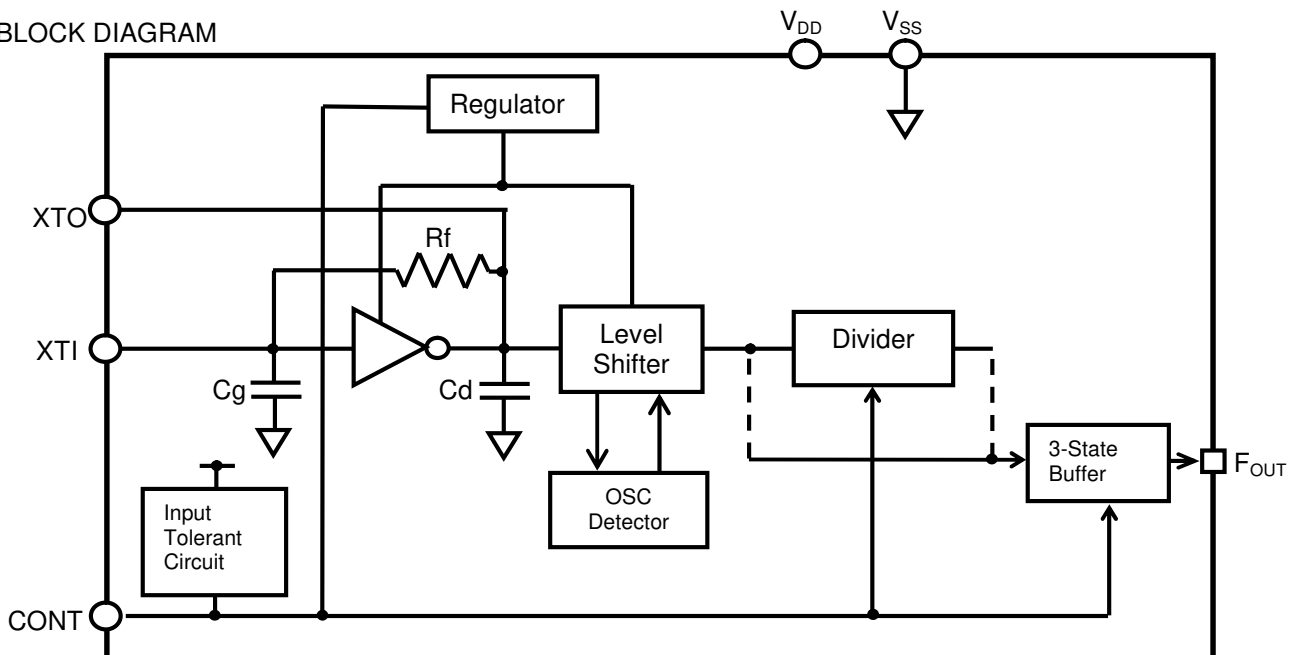 BLOCK DIAGRAM
VDD
VSS
Regulator
XTO
Rf
XTI
Level
Shifter
Divider
Cg
Cd
3-State
Buffer
FOUT
Input
Tolerant
Circuit
OSC
Detector
CONT